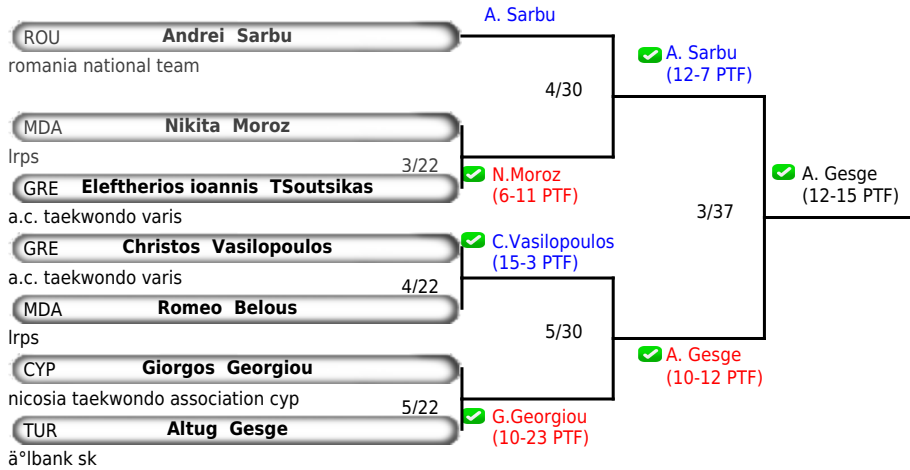 A. Sarbu
ROU Andrei Sarbu
romania national team
A. Sarbu
(12-7 PTF)
4/30
MDA Nikita Moroz
lrps
3/22
N.Moroz
(6-11 PTF)
GRE Eleftherios ioannis TSoutsikas
a.c. taekwondo varis
A. Gesge
(12-15 PTF)
3/37
GRE Christos Vasilopoulos
a.c. taekwondo varis
C.Vasilopoulos
(15-3 PTF)
4/22
MDA Romeo Belous
lrps
5/30
CYP Giorgos Georgiou
nicosia taekwondo association cyp
A. Gesge
(10-12 PTF)
5/22
G.Georgiou
(10-23 PTF)
TUR Altug Gesge
ä°lbank sk